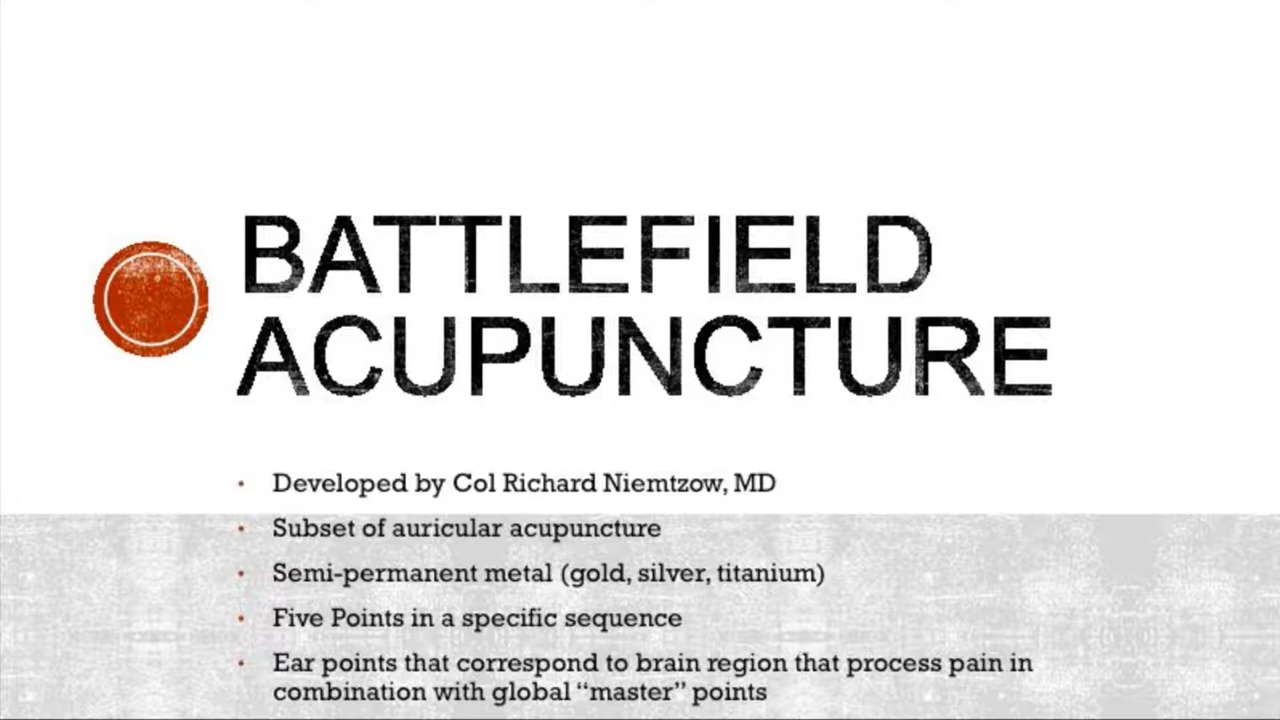 BATTLEFIELD
ACUPUNCTURE
• Developed by Col Richard Niemtzow, MD
• Subset of auricular acupuncture
• Semi-permanent metal (gold, silver, titanium)
• Five Points in a specific sequence
• Ear points that correspond to brain region that process pain in
combination with global “master” points